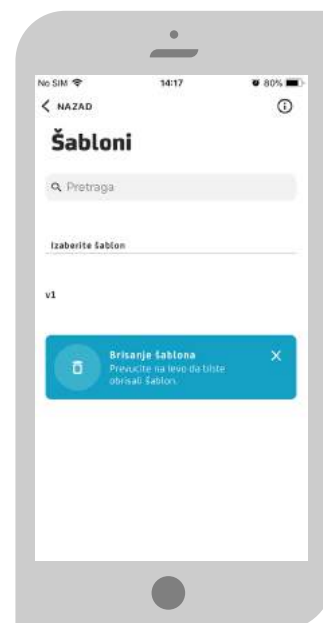 No SIM 14:17 80%
NAZAD
Šabloni
Pretraga
Izaberite šablon
v1
Brisanje šablona
Prevucite na levo da biste
obrisali šablon.